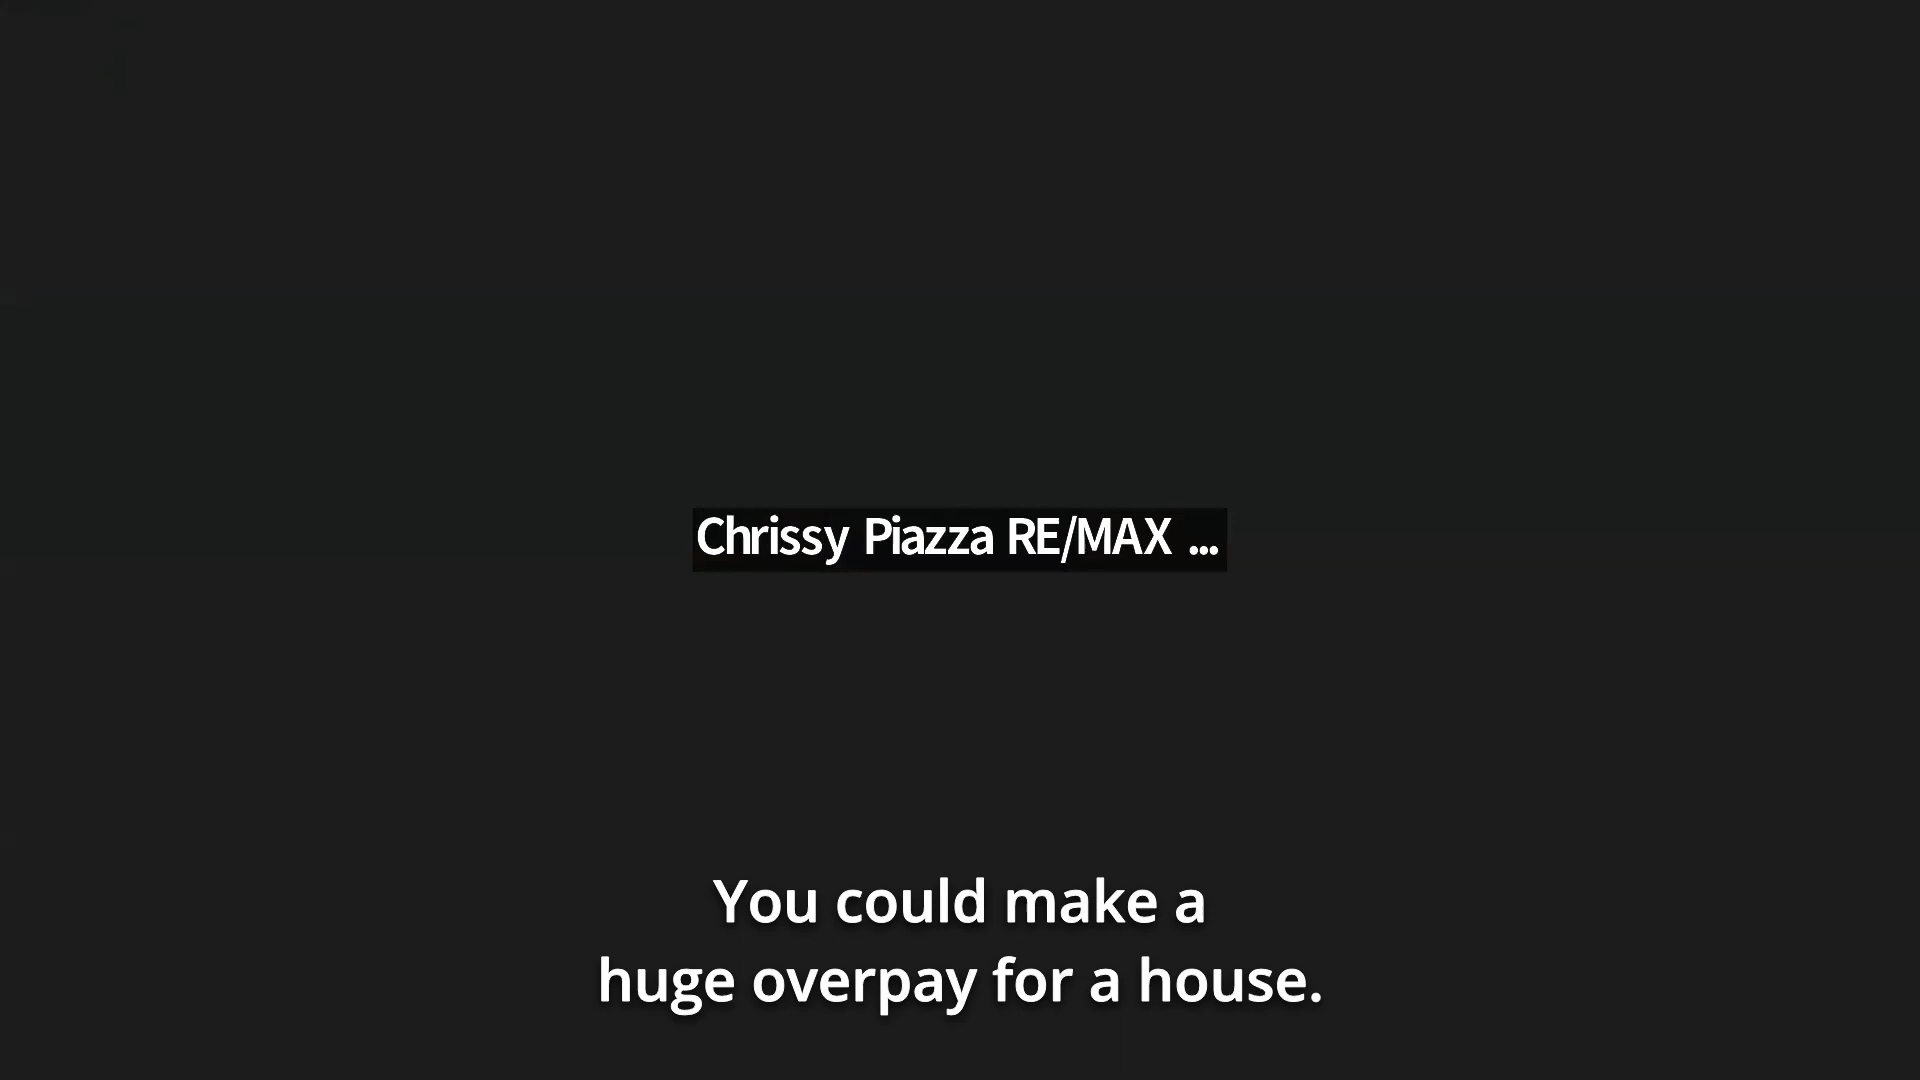 Chrissy Piazza RE/MAX ...
You could make a
huge overpay for a house.